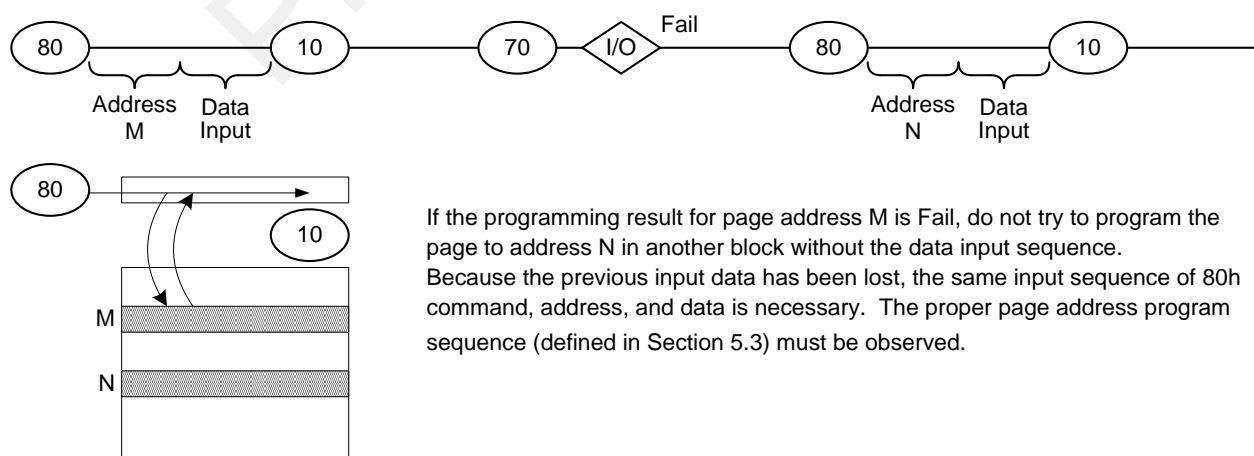 Fail
80 10 70 I/O 80 10
Address Data Address Data
M Input N Input
80
10
M
N
If the programming result for page address M is Fail, do not try to program the
page to address N in another block without the data input sequence.
Because the previous input data has been lost, the same input sequence of 80h
command, address, and data is necessary. The proper page address program
sequence (defined in Section 5.3) must be observed.